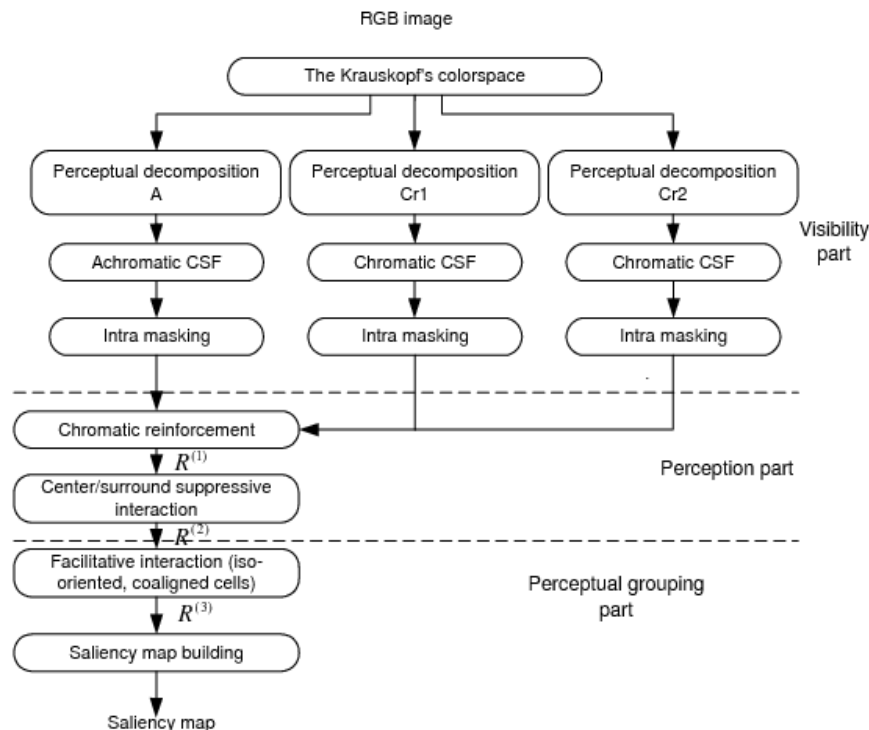 RGB image
The Krauskopf's colorspace
Perceptual decomposition
A
Perceptual decomposition
Cr1
Perceptual decomposition
Cr2
Visibility
part
Achromatic CSF
Chromatic CSF
Chromatic CSF
Intra masking
Intra masking
Intra masking
Chromatic reinforcement
R(1)
Perception part
Center/surround suppressive
interaction
R(2)
Facilitative interaction (iso-
oriented, coaligned cells)
Perceptual grouping
part
R(3)
Saliency map building
Saliency map